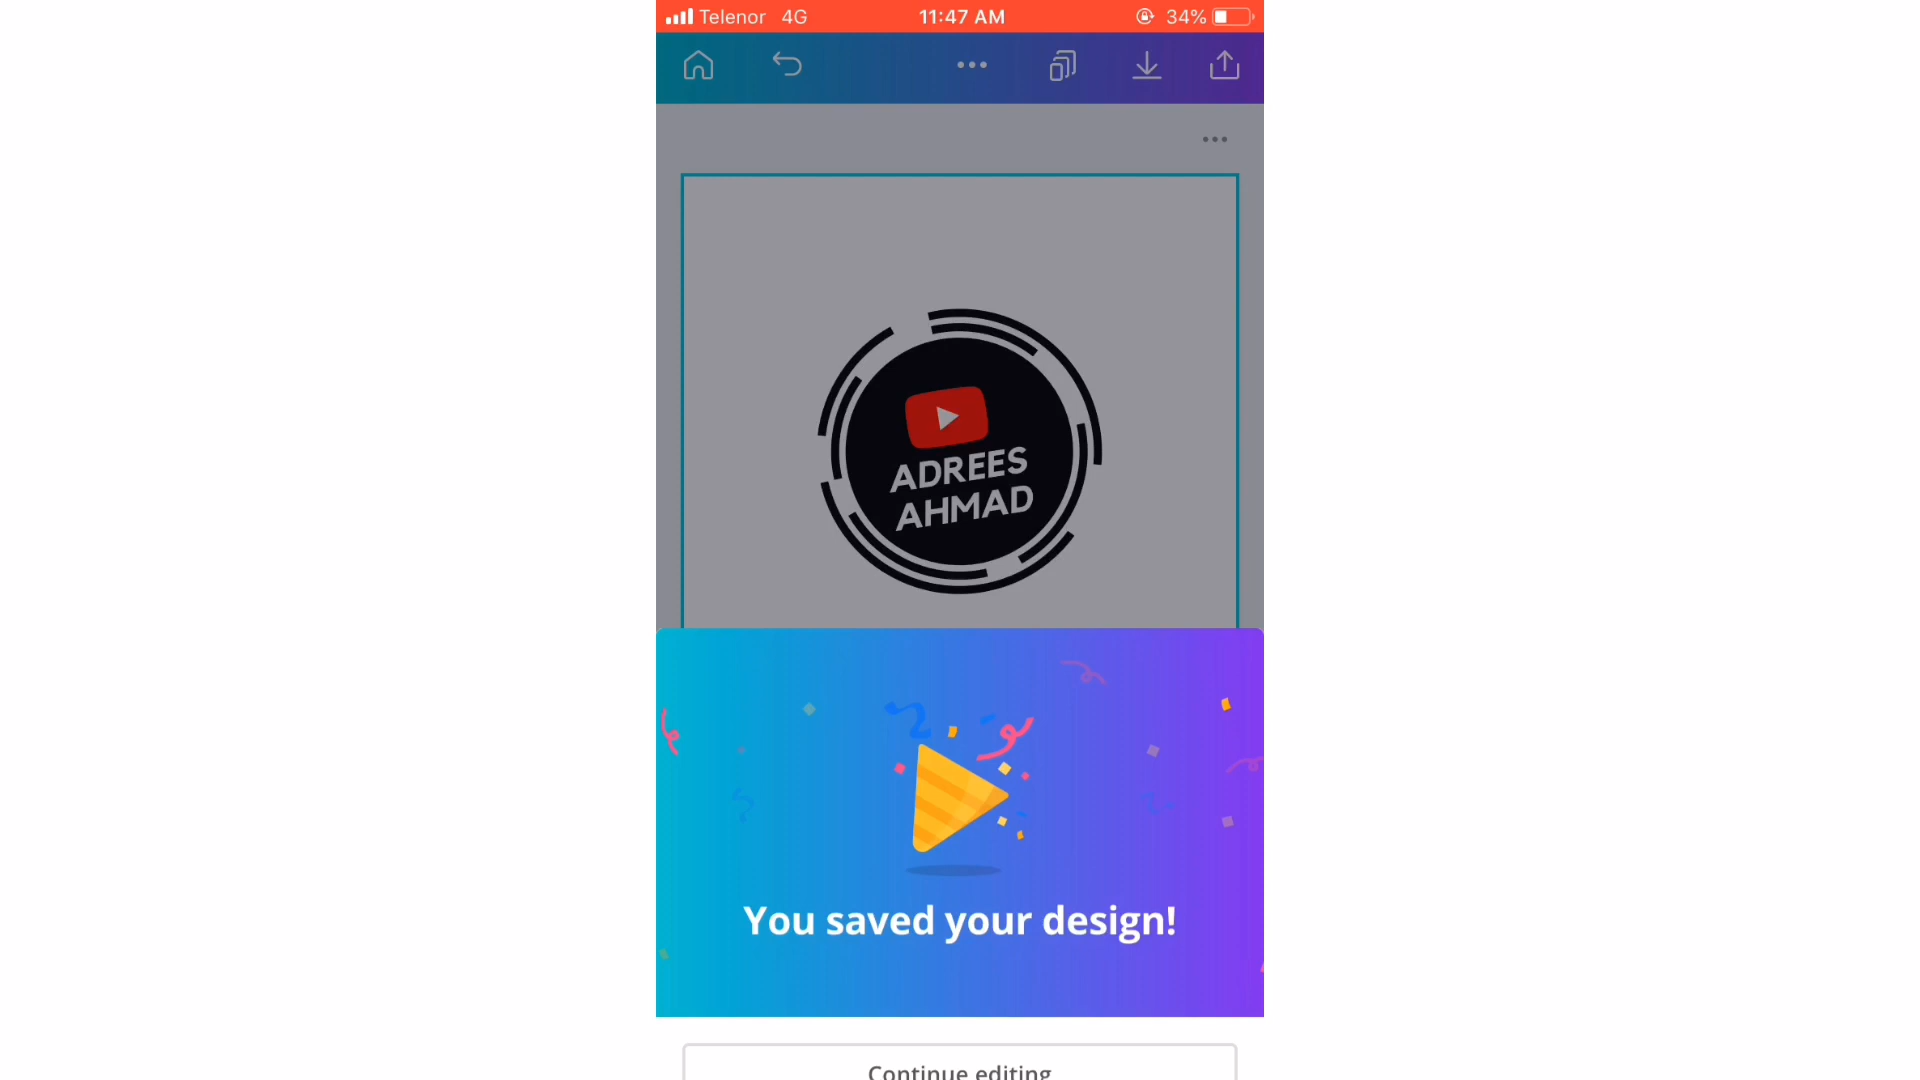 Telenor 4G 11:47 AM 34%
ADREES
AHMAD
You saved your design!
Continue editing